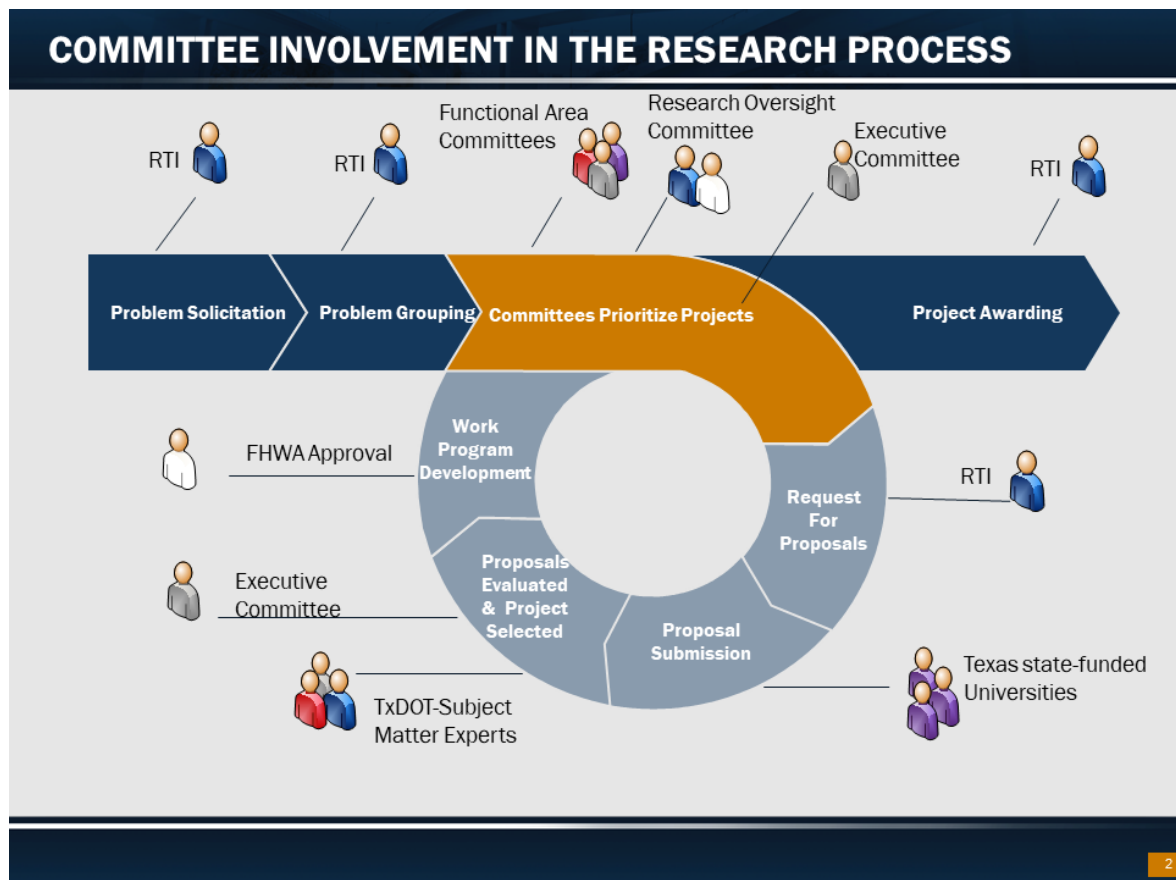 COMMITTEE INVOLVEMENT IN THE RESEARCH PROCESS
RTI
RTI
Functional Area
Committees
Research Oversight
Committee
Executive
Committee
RTI
Problem Solicitation
Problem Grouping
Committees Prioritize Projects
Project Awarding
Work
Program
Development
FHWA Approval
Request
For
Proposals
RTI
Proposals
Evaluated
& Project
Selected
Executive
Committee
Proposal
Submission
Texas state-funded
Universities
TxDOT-Subject
Matter Experts
2